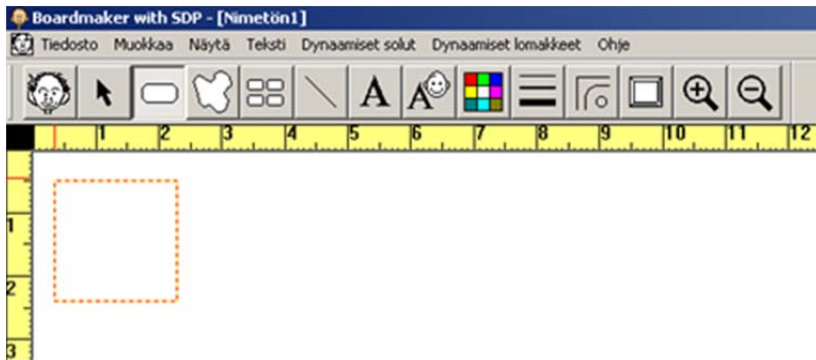 Boardmaker with SDP - [Nimetön1]
Tiedosto Muokkaa Näytä Teksti Dynaamiset solut Dynaamiset lomakkeet Ohje
A A
1 2 3 4 5 6 7 8 9 10 11 12
1
2
3